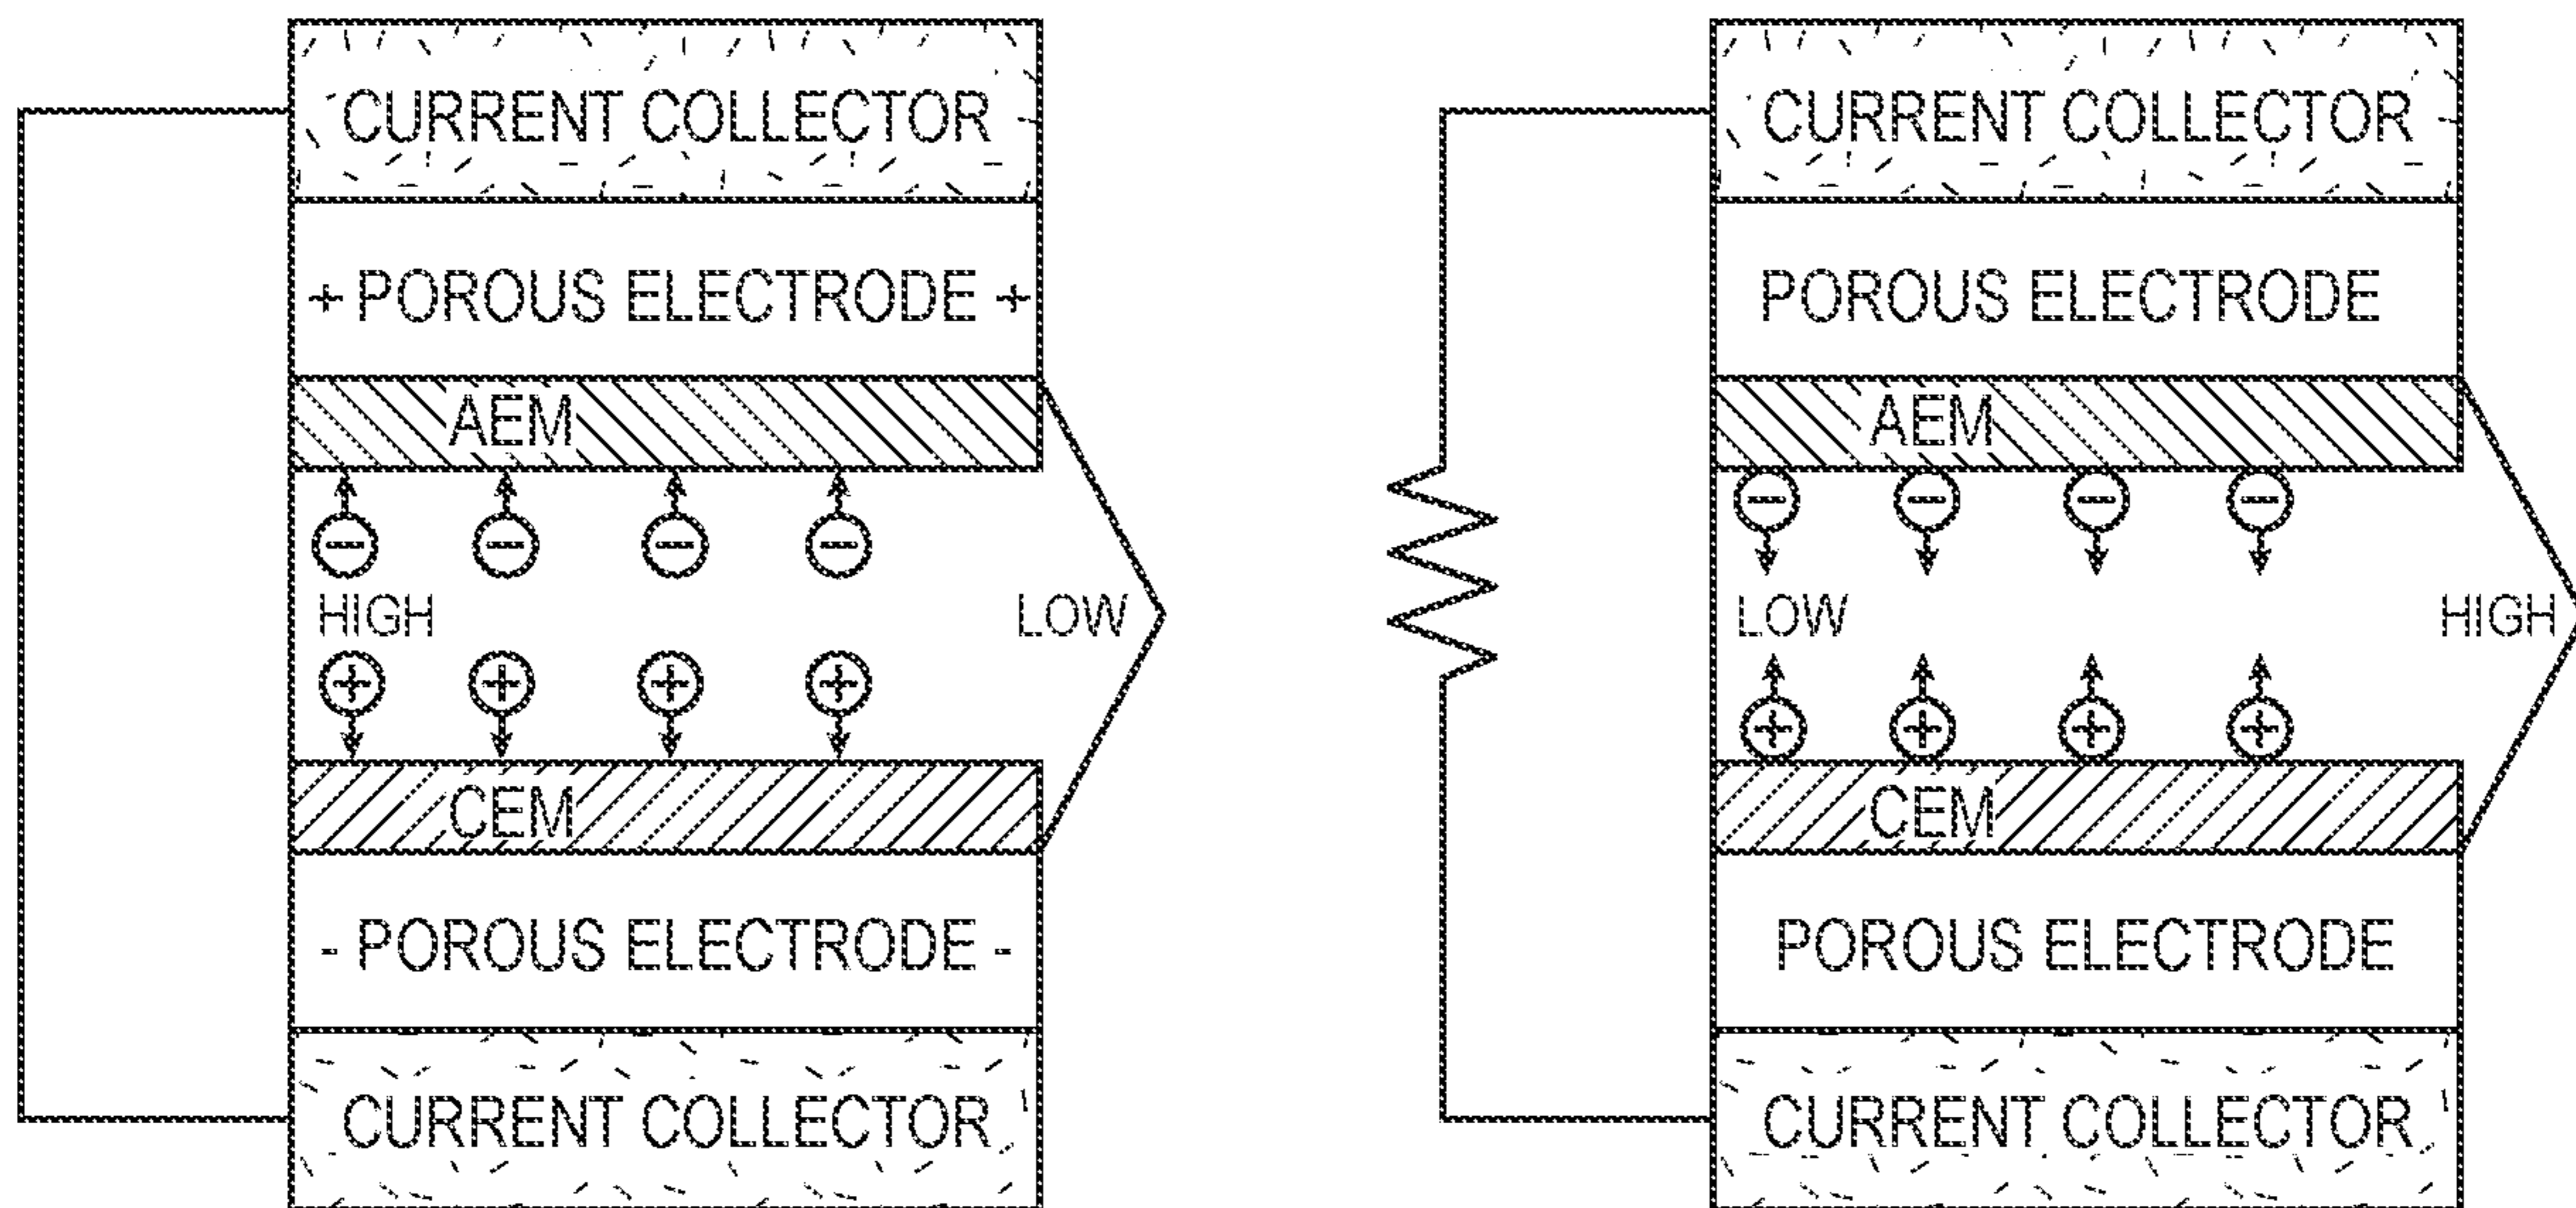 CURRENT COLLECTOR
+ POROUS ELECTRODE +
AEM
− − − −
HIGH LOW
+ + + +
CEM
- POROUS ELECTRODE -
CURRENT COLLECTOR
CURRENT COLLECTOR
POROUS ELECTRODE
AEM
− − − −
LOW HIGH
+ + + +
CEM
POROUS ELECTRODE
CURRENT COLLECTOR